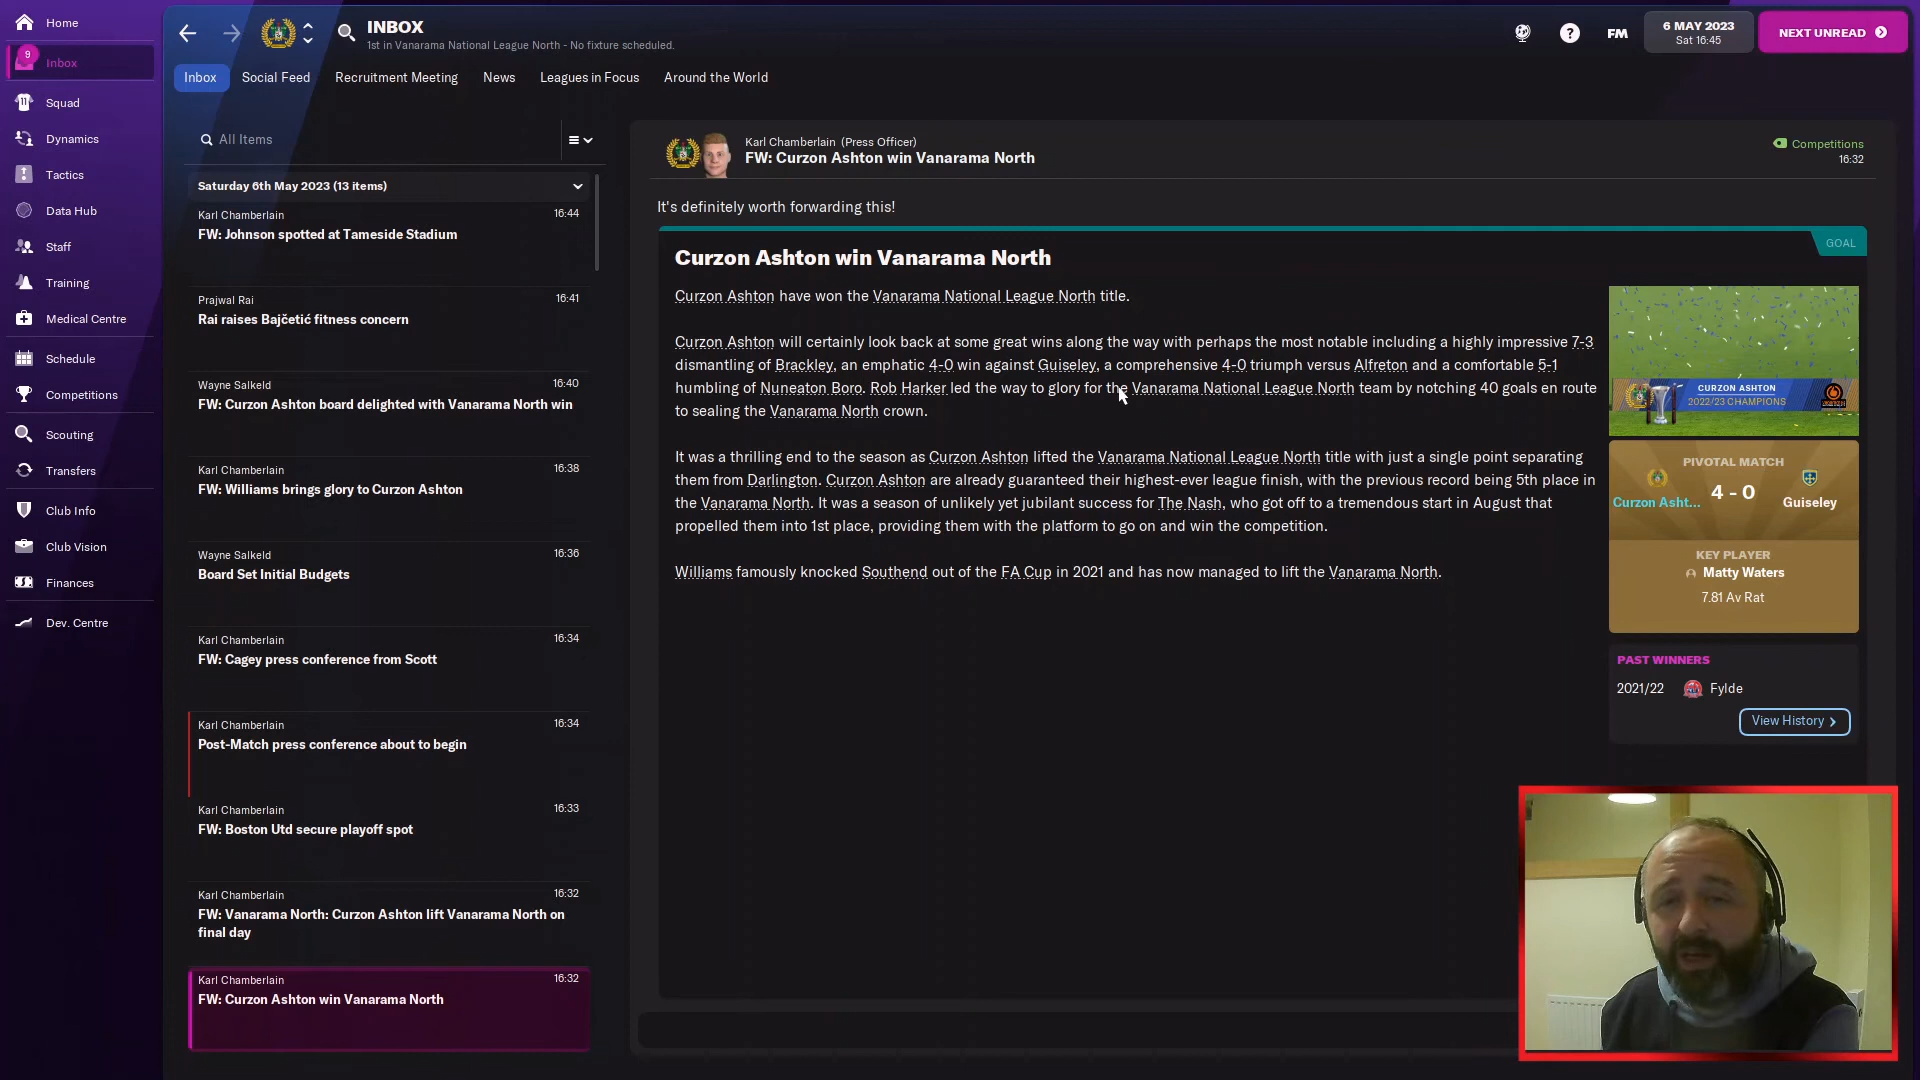 Home
9
Inbox
Squad
Dynamics
Tactics
Data Hub
Staff
Training
Medical Centre
Schedule
Competitions
Scouting
Transfers
Club Info
Club Vision
Finances
Dev. Centre
INBOX
1st in Vanarama National League North - No fixture scheduled.
?
FM
6 MAY 2023
Sat 16:45
NEXT UNREAD
Inbox
Social Feed
Recruitment Meeting
News
Leagues in Focus
Around the World
All Items
Saturday 6th May 2023 (13 items)
Karl Chamberlain 16:44
FW: Johnson spotted at Tameside Stadium
Prajwal Rai 16:41
Rai raises Bajčetić fitness concern
Wayne Salkeld 16:40
FW: Curzon Ashton board delighted with Vanarama North win
Karl Chamberlain 16:38
FW: Williams brings glory to Curzon Ashton
Wayne Salkeld 16:36
Board Set Initial Budgets
Karl Chamberlain 16:34
FW: Cagey press conference from Scott
Karl Chamberlain 16:34
Post-Match press conference about to begin
Karl Chamberlain 16:33
FW: Boston Utd secure playoff spot
Karl Chamberlain 16:32
FW: Vanarama North: Curzon Ashton lift Vanarama North on
final day
Karl Chamberlain 16:32
FW: Curzon Ashton win Vanarama North
Karl Chamberlain (Press Officer)
FW: Curzon Ashton win Vanarama North
Competitions
16:32
It's definitely worth forwarding this!
GOAL
Curzon Ashton win Vanarama North
Curzon Ashton have won the Vanarama National League North title.
Curzon Ashton will certainly look back at some great wins along the way with perhaps the most notable including a highly impressive 7-3
dismantling of Brackley, an emphatic 4-0 win against Guiseley, a comprehensive 4-0 triumph versus Alfreton and a comfortable 5-1
humbling of Nuneaton Boro. Rob Harker led the way to glory for the Vanarama National League North team by notching 40 goals en route
to sealing the Vanarama North crown.
It was a thrilling end to the season as Curzon Ashton lifted the Vanarama National League North title with just a single point separating
them from Darlington. Curzon Ashton are already guaranteed their highest-ever league finish, with the previous record being 5th place in
the Vanarama North. It was a season of unlikely yet jubilant success for The Nash, who got off to a tremendous start in August that
propelled them into 1st place, providing them with the platform to go on and win the competition.
Williams famously knocked Southend out of the FA Cup in 2021 and has now managed to lift the Vanarama North.
CURZON ASHTON
2022/23 CHAMPIONS
PIVOTAL MATCH
Curzon Asht... 4 - 0 Guiseley
KEY PLAYER
Matty Waters
7.81 Av Rat
PAST WINNERS
2021/22 Fylde
View History